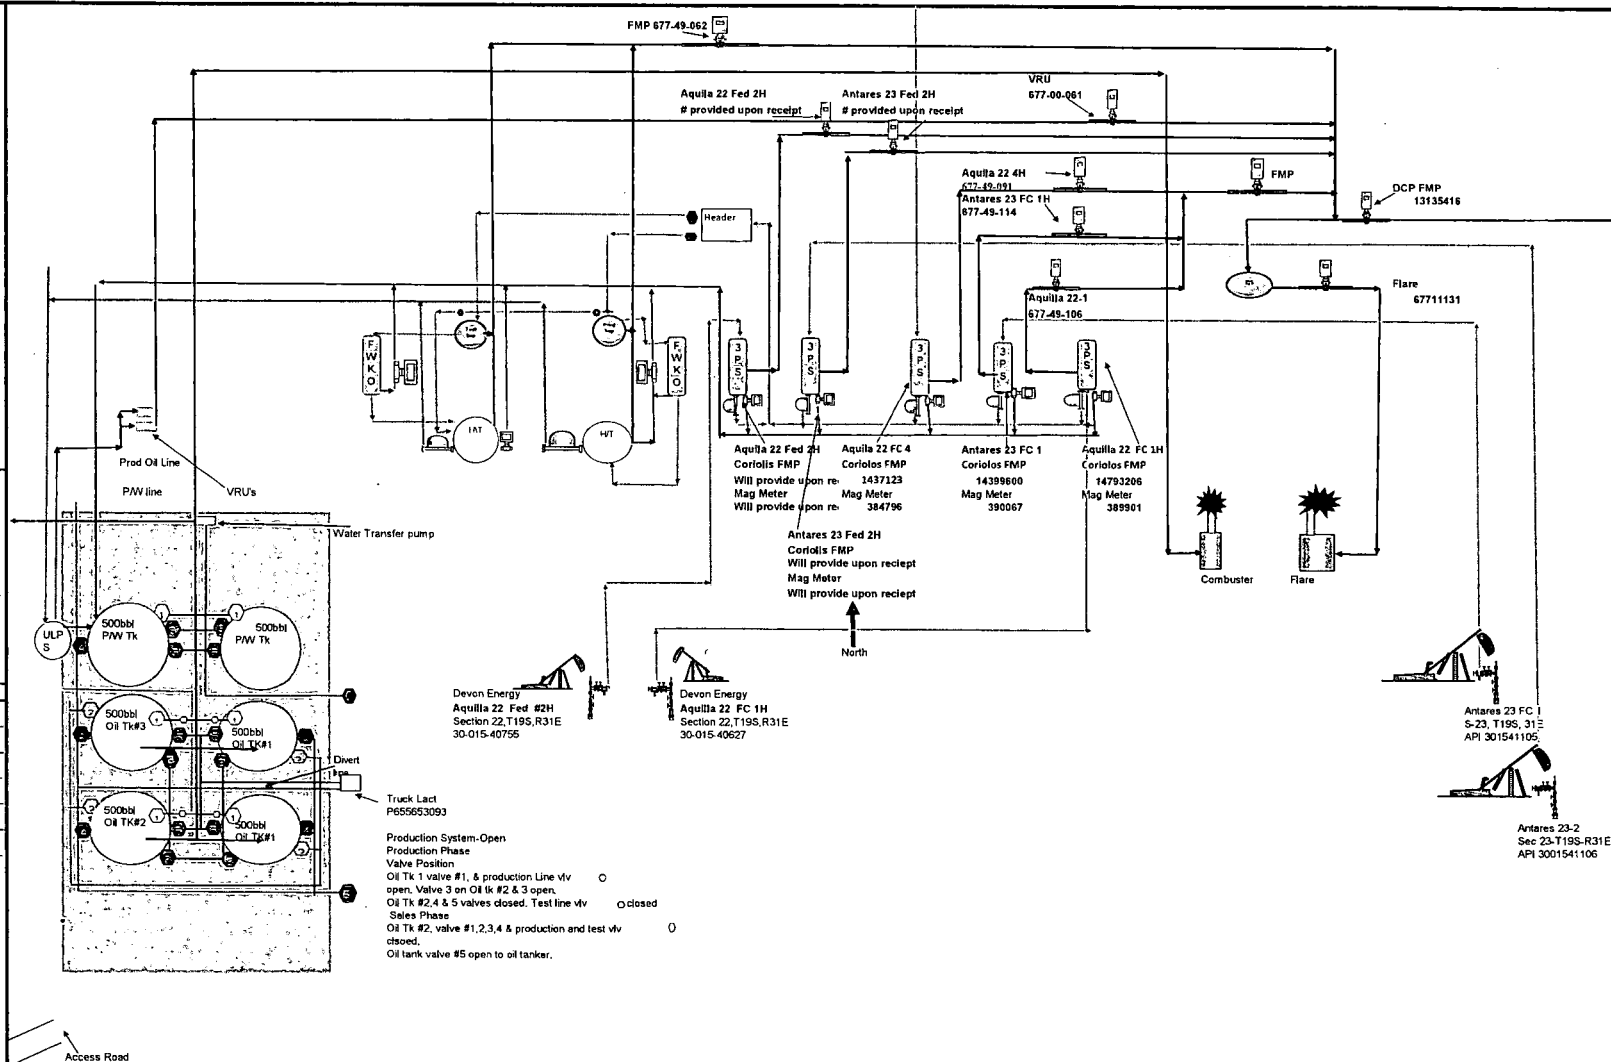 FMP 677-49-062
Aquila 22 Fed 2H
# provided upon receipt
Antares 23 Fed 2H
# provided upon receipt
VRU
677-00-061
Aquilla 22 4H
677-49-091
Antares 23 FC 1H
677-49-114
FMP
DCP FMP
13135416
Header
Aquilla 22-1
677-49-106
Flare
67711131
F
W
K
O
F
W
K
O
3
P
S
3
P
S
3
P
S
3
P
S
3
P
S
H/T
H/T
Aquilla 22 Fed 2H
Coriolis FMP
Will provide upon re
Mag Meter
Will provide upon re
Aquilla 22 FC 4
Coriolos FMP
1437123
Mag Meter
384796
Antares 23 FC 1
Coriolos FMP
14399600
Mag Meter
390067
Aquilla 22 FC 1H
Coriolos FMP
14793206
Mag Meter
389901
Prod Oil Line
P/W line
VRU's
Water Transfer pump
Antares 23 Fed 2H
Coriolis FMP
Will provide upon reciept
Mag Meter
Will provide upon reciept
North
Combuster
Flare
ULP
S
500bbl
P/W Tk
500bbl
P/W Tk
500bbl
Oil Tk#3
500bbl
Oil TK#1
500bbl
Oil TK#2
500bbl
Oil TK#1
Divert
line
Truck Lact
P655653093
Devon Energy
Aquilla 22 Fed #2H
Section 22,T19S,R31E
30-015-40755
Devon Energy
Aquilla 22 FC 1H
Section 22,T19S,R31E
30-015-40627
Antares 23 FC 1
S-23, T19S, 31E
API 301541105
Antares 23-2
Sec 23-T19S-R31E
API 3001541106
Production System-Open
Production Phase
Valve Position
Oil Tk 1 valve #1, & production Line vlv
open, Valve 3 on Oil tk #2 & 3 open,
Oil Tk #2,4 & 5 valves closed. Test line vlv closed
Sales Phase
Oil Tk #2, valve #1,2,3,4 & production and test vlv
clsoed,
Oil tank valve #5 open to oil tanker.
Access Road